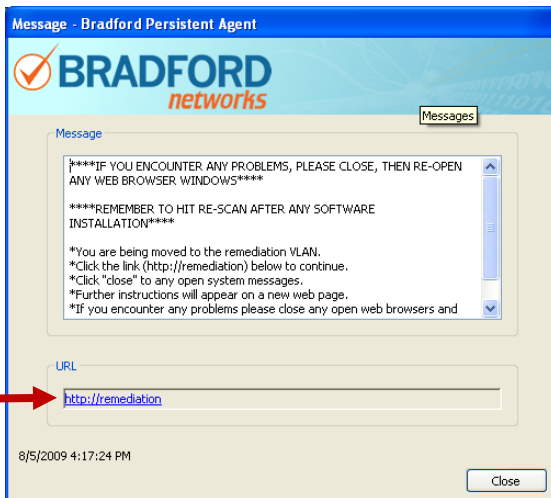 Message - Bradford Persistent Agent
BRADFORD
networks
Messages
Message
****IF YOU ENCOUNTER ANY PROBLEMS, PLEASE CLOSE, THEN RE-OPEN
ANY WEB BROWSER WINDOWS****
****REMEMBER TO HIT RE-SCAN AFTER ANY SOFTWARE
INSTALLATION****
*You are being moved to the remediation VLAN.
*Click the link (http://remediation) below to continue.
*Click "close" to any open system messages.
*Further instructions will appear on a new web page.
*If you encounter any problems please close any open web browsers and
URL
http://remediation
8/5/2009 4:17:24 PM
Close